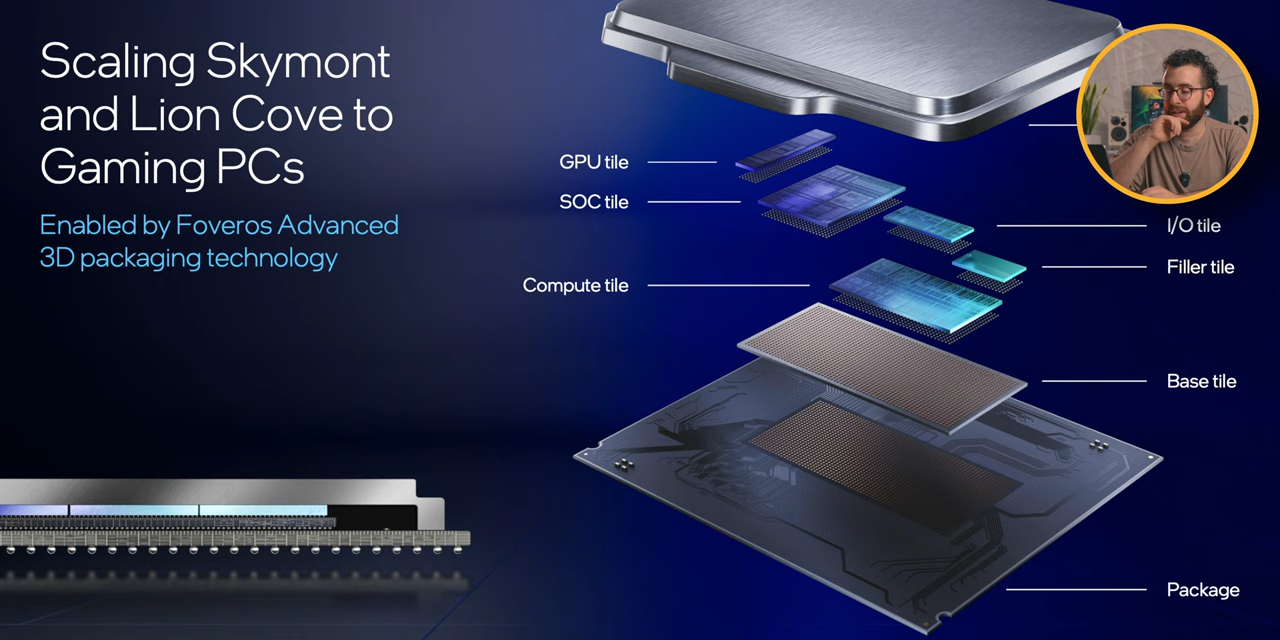 Scaling Skymont
and Lion Cove to
Gaming PCs
Enabled by Foveros Advanced
3D packaging technology
GPU tile
SOC tile
I/O tile
Filler tile
Compute tile
Base tile
Package